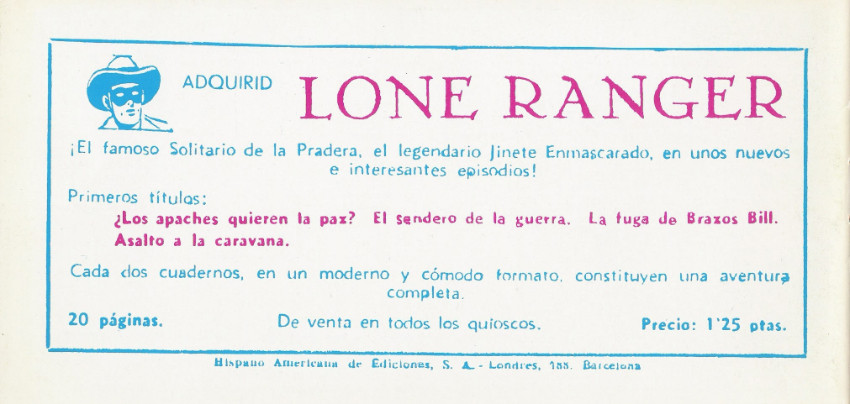 ADQUIRID LONE RANGER
¡El famoso Solitario de la Pradera, el legendario Jinete Enmascarado, en unos nuevos
e interesantes episodios!
Primeros títulos:
¿Los apaches quieren la paz? El sendero de la guerra. La fuga de Brazos Bill.
Asalto a la caravana.
Cada dos cuadernos, en un moderno y cómodo formato, constituyen una aventura
completa.
20 páginas. De venta en todos los quioscos. Precio: 1'25 ptas.
Hispano Americana de Ediciones, S. A. - Londres, 188. Barcelona